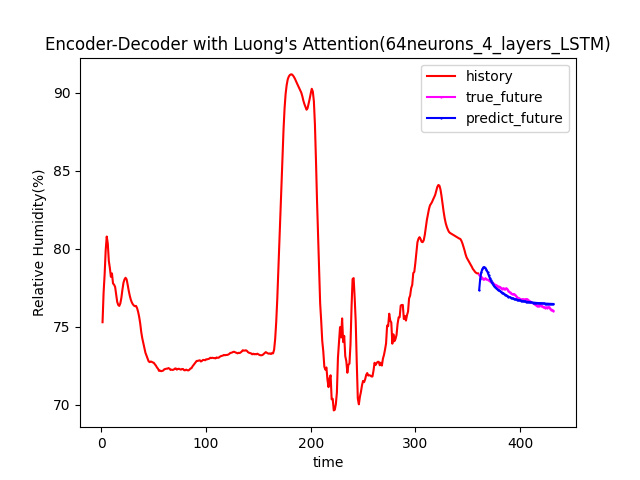 Encoder-Decoder with Luong's Attention(64neurons_4_layers_LSTM)
history
true_future
predict_future
90
85
80
75
70
Relative Humidity(%)
0
100
200
300
400
time